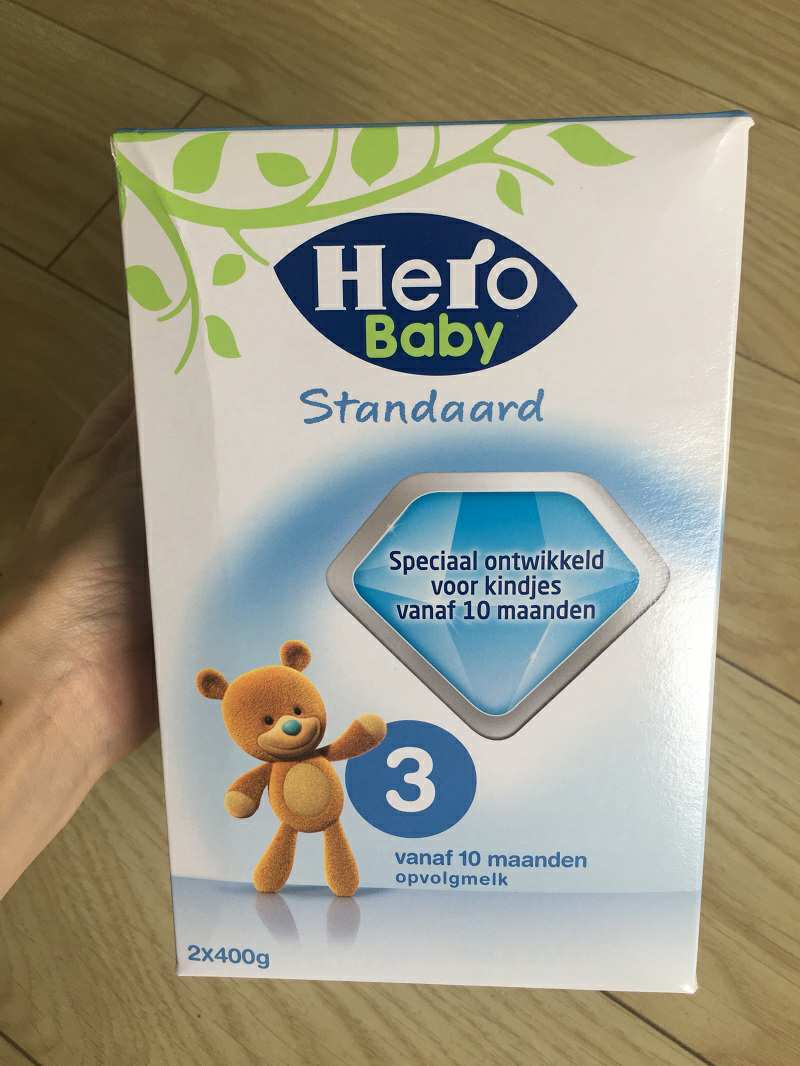 Hero
Baby
Standaard
Speciaal ontwikkeld
voor kindjes
vanaf 10 maanden
3
vanaf 10 maanden
opvolgmelk
2x400g